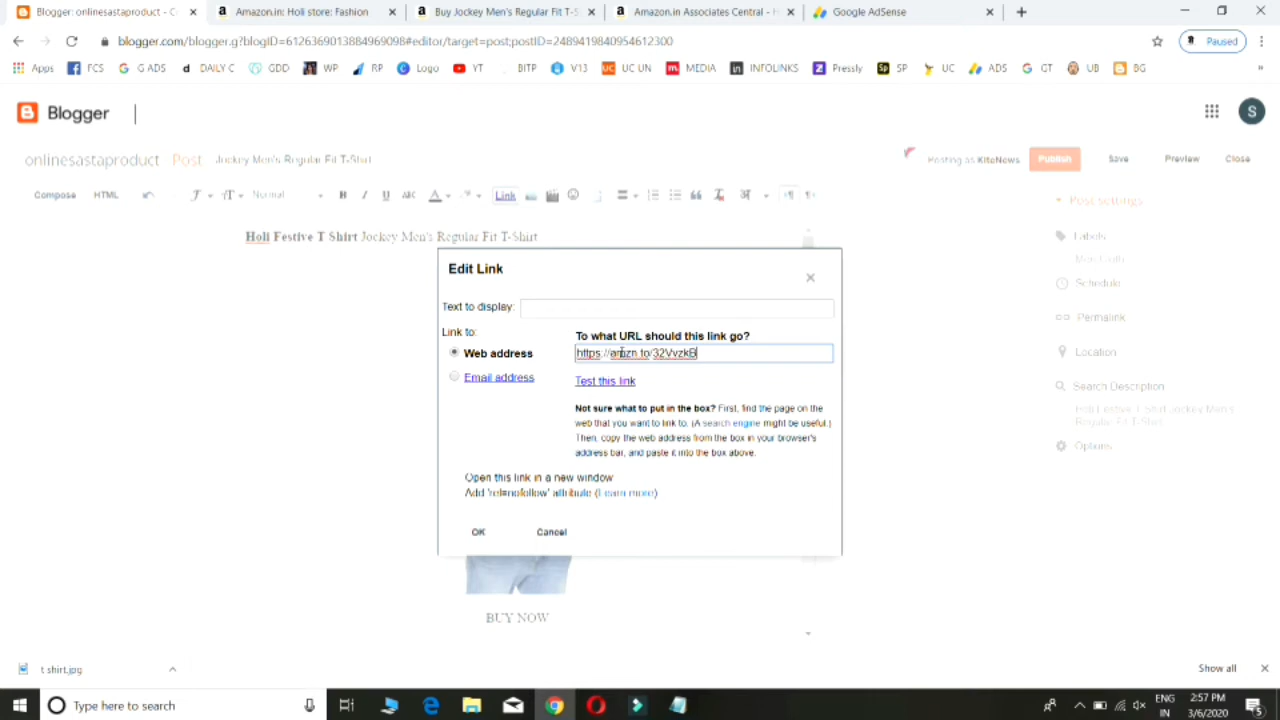 Blogger: onlinesastaproduct - C
Amazon.in: Holi store: Fashion
Buy Jockey Men's Regular Fit T-S
Amazon.in Associates Central - H
Google AdSense
blogger.com/blogger.g?blogID=6126369013884969098#editor/target=post;postID=2489419840954612300
Paused
Apps FCS G ADS DAILY C GDD WP RP Logo YT BITP V13 UC UN MEDIA INFOLINKS Pressly SP UC ADS GT UB BG
Blogger
S
onlinesastaproduct Post Jockey Men's Regular Fit T-Shirt
Posting as KiteNews Publish Save Preview Close
Compose HTML Normal B I U ABC A Link
Post settings
Holi Festive T Shirt Jockey Men's Regular Fit T-Shirt
Labels
Schedule
Permalink
Location
Search Description
Holi Festive T Shirt Jockey Men's
Regular Fit T-Shirt
Options
Edit Link
Text to display:
Link to:
To what URL should this link go?
Web address
https://amzn.to/32VvzkB
Email address
Test this link
Not sure what to put in the box? First, find the page on the
web that you want to link to. (A search engine might be useful.)
Then, copy the web address from the box in your browser's
address bar, and paste it into the box above.
Open this link in a new window
Add 'rel=nofollow' attribute (Learn more)
OK Cancel
BUY NOW
t shirt.jpg
Show all
Type here to search
ENG
IN
2:57 PM
3/6/2020
5